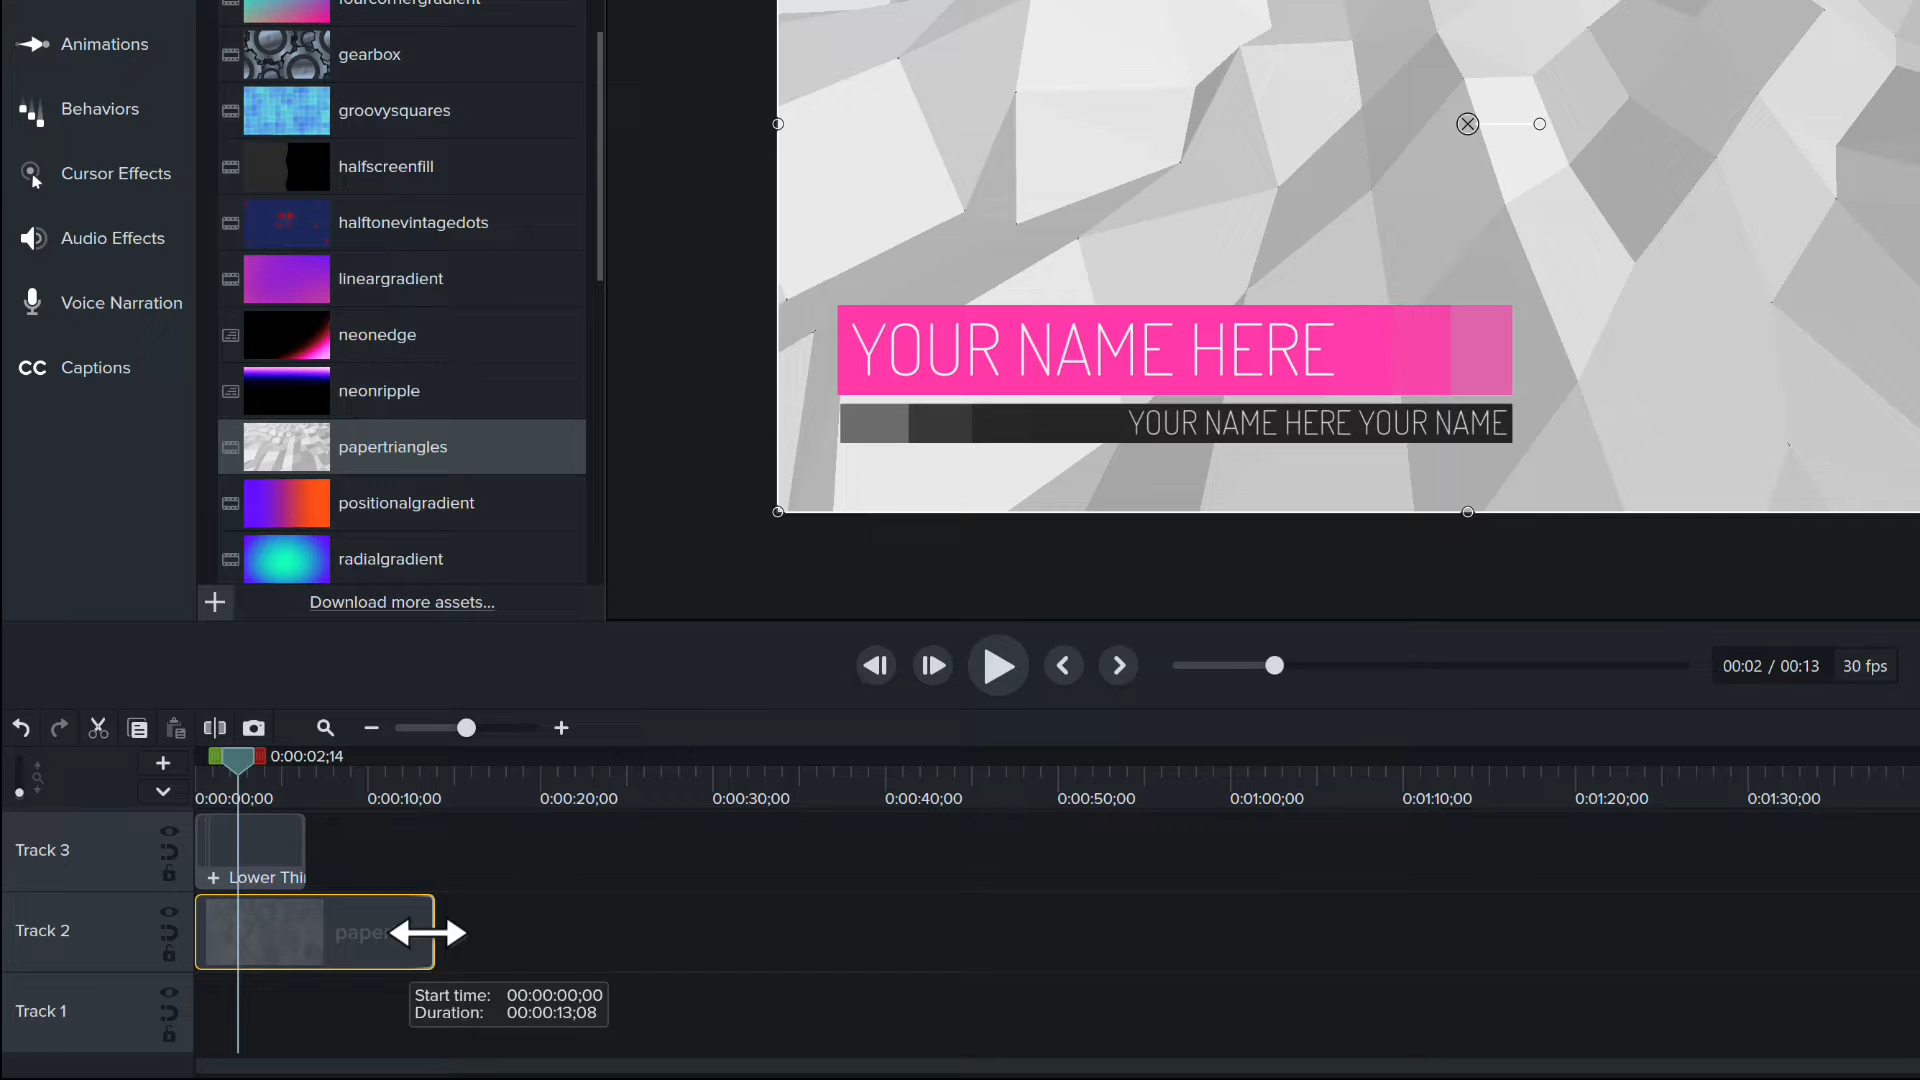 fourcornergradient
Animations
gearbox
Behaviors
groovysquares
halfscreenfill
Cursor Effects
halftonevintagedots
Audio Effects
lineargradient
Voice Narration
neonedge
CC Captions
neonripple
papertriangles
positionalgradient
radialgradient
Download more assets...
YOUR NAME HERE
YOUR NAME HERE YOUR NAME
00:02 / 00:13
30 fps
0:00:02;14
0:00:00;00
0:00:10;00
0:00:20;00
0:00:30;00
0:00:40;00
0:00:50;00
0:01:00;00
0:01:10;00
0:01:20;00
0:01:30;00
Track 3
+ Lower Thi
Track 2
paper
Track 1
Start time: 00:00:00;00
Duration: 00:00:13;08